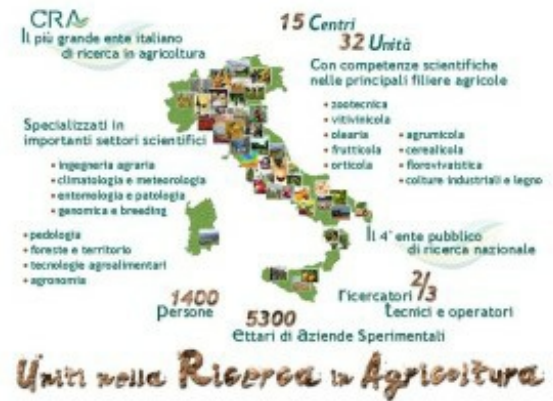 CRA
Il più grande ente italiano
di ricerca in agricoltura
15 Centri
32 Unità
Con competenze scientifiche
nelle principali filiere agricole
• zootecnica
• vitivinicola
• olearia
• frutticola
• orticola
• agrumicola
• cerealicola
• florovivaistica
• colture industriali e legno
Specializzati in
importanti settori scientifici
• ingegneria agraria
• climatologia e meteorologia
• entomologia e patologia
• genomica e breeding
• pedologia
• foreste e territorio
• tecnologie agroalimentari
• agronomia
Il 4° ente pubblico
di ricerca nazionale
1400
persone
ricercatori 2/3
tecnici e operatori
5300
ettari di aziende Sperimentali
Uniti nella Ricerca in Agricoltura